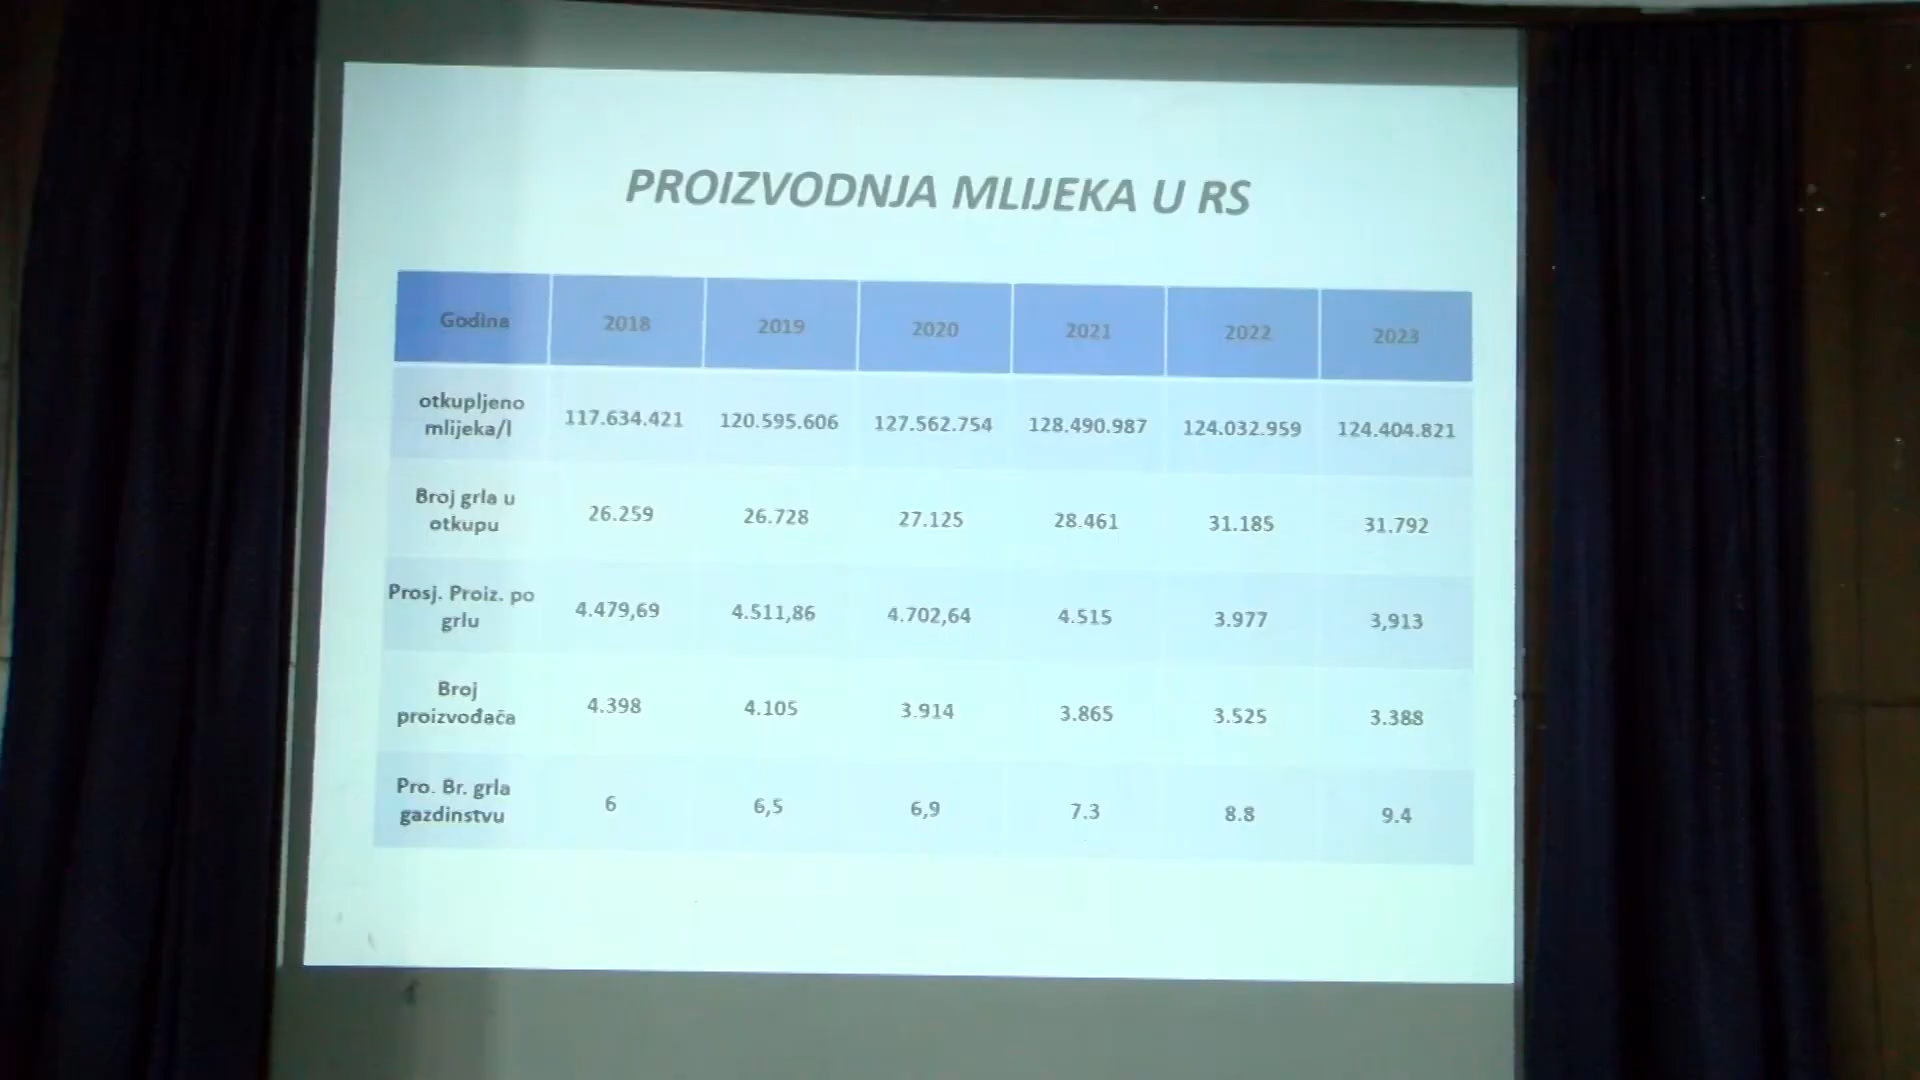 PROIZVODNJA MLIJEKA U RS
Godina 2018 2019 2020 2021 2022 2023
otkupljeno
mlijeka/l 117.634.421 120.595.606 127.562.754 128.490.987 124.032.959 124.404.821
Broj grla u
otkupu 26.259 26.728 27.125 28.461 31.185 31.792
Prosj. Proiz. po
grlu 4.479,69 4.511,86 4.702,64 4.515 3.977 3,913
Broj
proizvođača 4.398 4.105 3.914 3.865 3.525 3.388
Pro. Br. grla
gazdinstvu 6 6,5 6,9 7.3 8.8 9.4